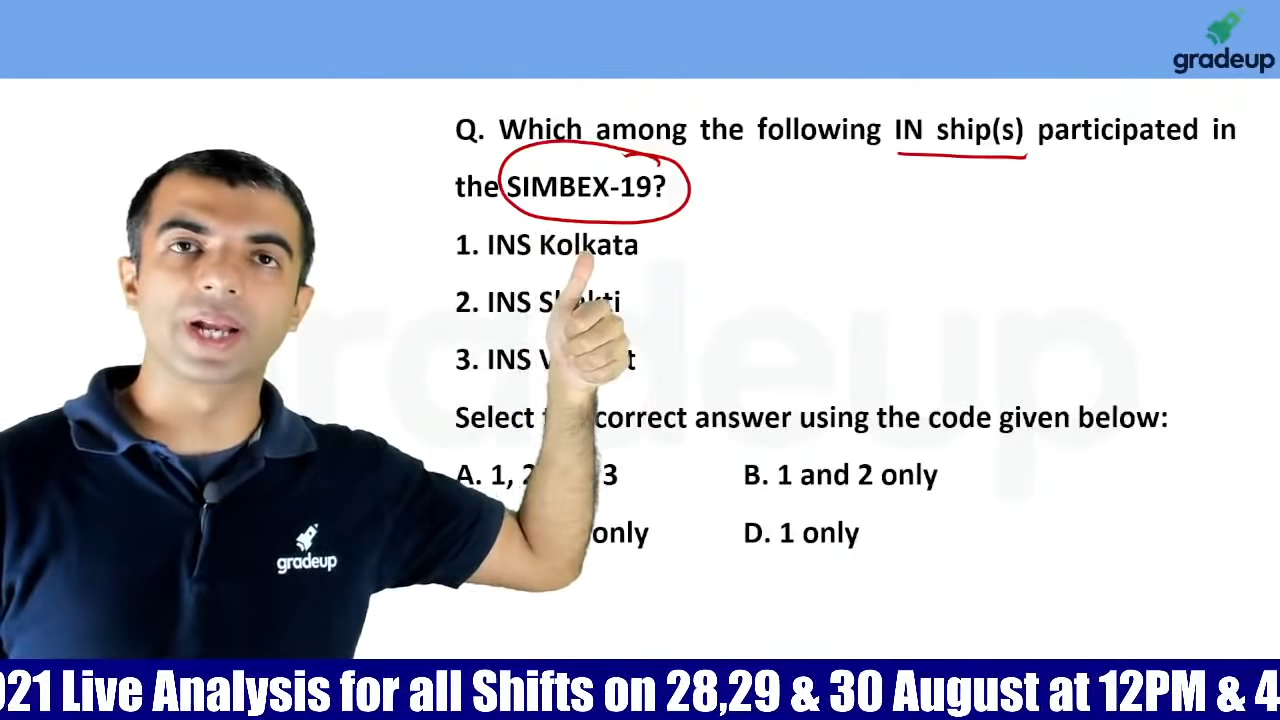 gradeup
Q. Which among the following IN ship(s) participated in
the SIMBEX-19?
1. INS Kolkata
2. INS
3. INS
Select correct answer using the code given below:
A. 1, 3
B. 1 and 2 only
only
D. 1 only
gradeup
gradeup
Live Analysis for all Shifts on 28,29 & 30 August at 12PM &